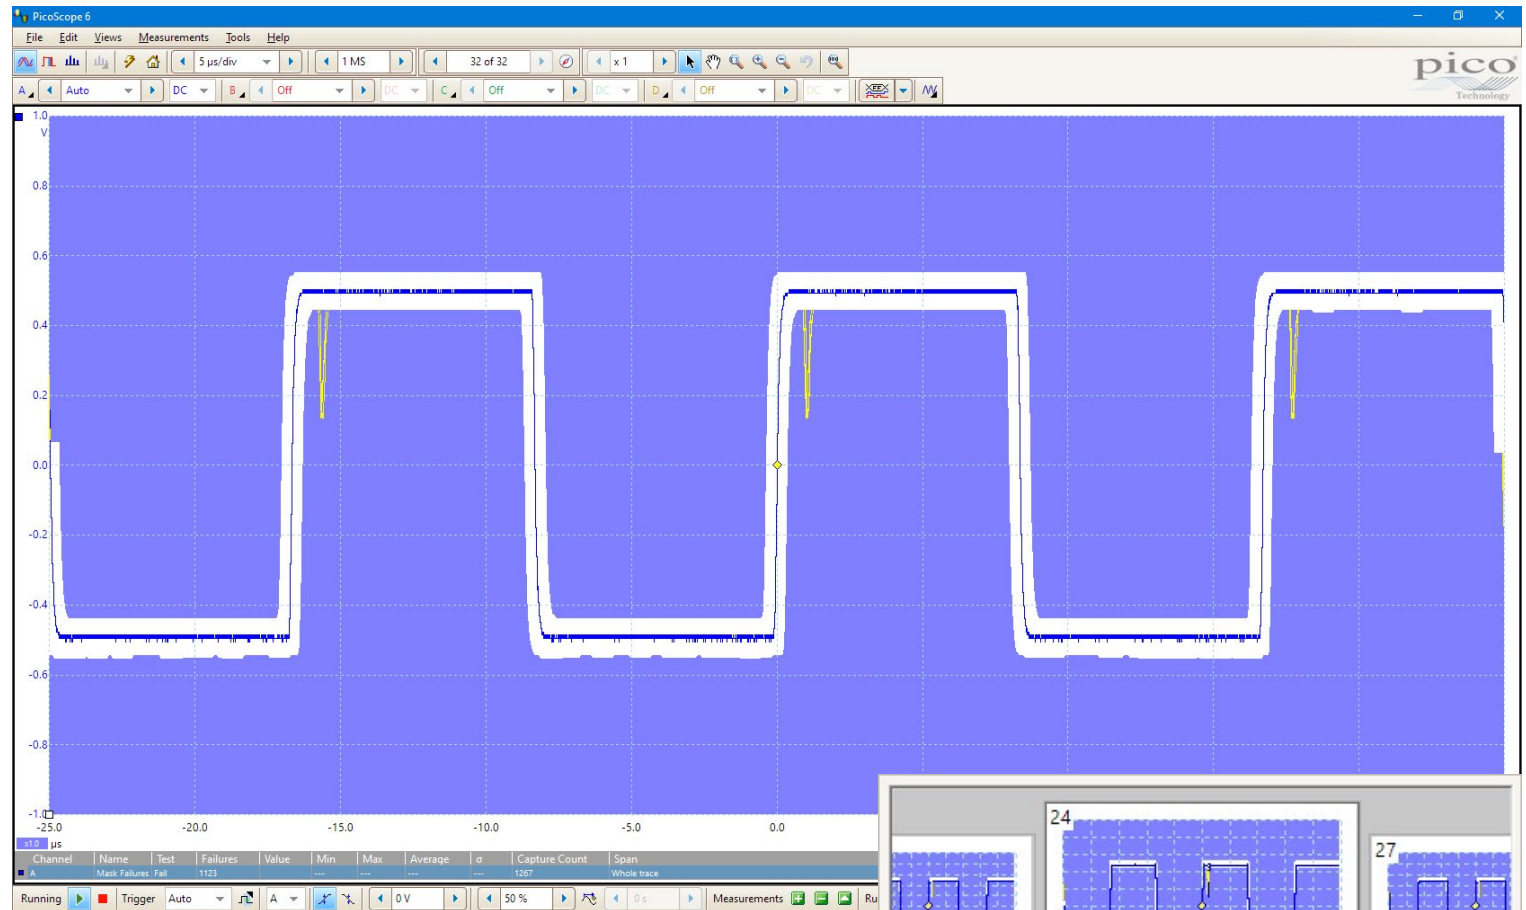 PicoScope 6
File Edit Views Measurements Tools Help
5 µs/div 1 MS 32 of 32 x 1
pico
Technology
A Auto DC B Off DC C Off DC D Off DC
1.0
V
0.8
0.6
0.4
0.2
0.0
-0.2
-0.4
-0.6
-0.8
-1.0
-25.0 -20.0 -15.0 -10.0 -5.0 0.0
x1.0 µs
Channel Name Test Failures Value Min Max Average σ Capture Count Span
A Mask Failures Fail 1123 --- --- --- --- --- 1267 Whole trace
Running Trigger Auto A 0 V 50 % 0 s Measurements Ru
24
27